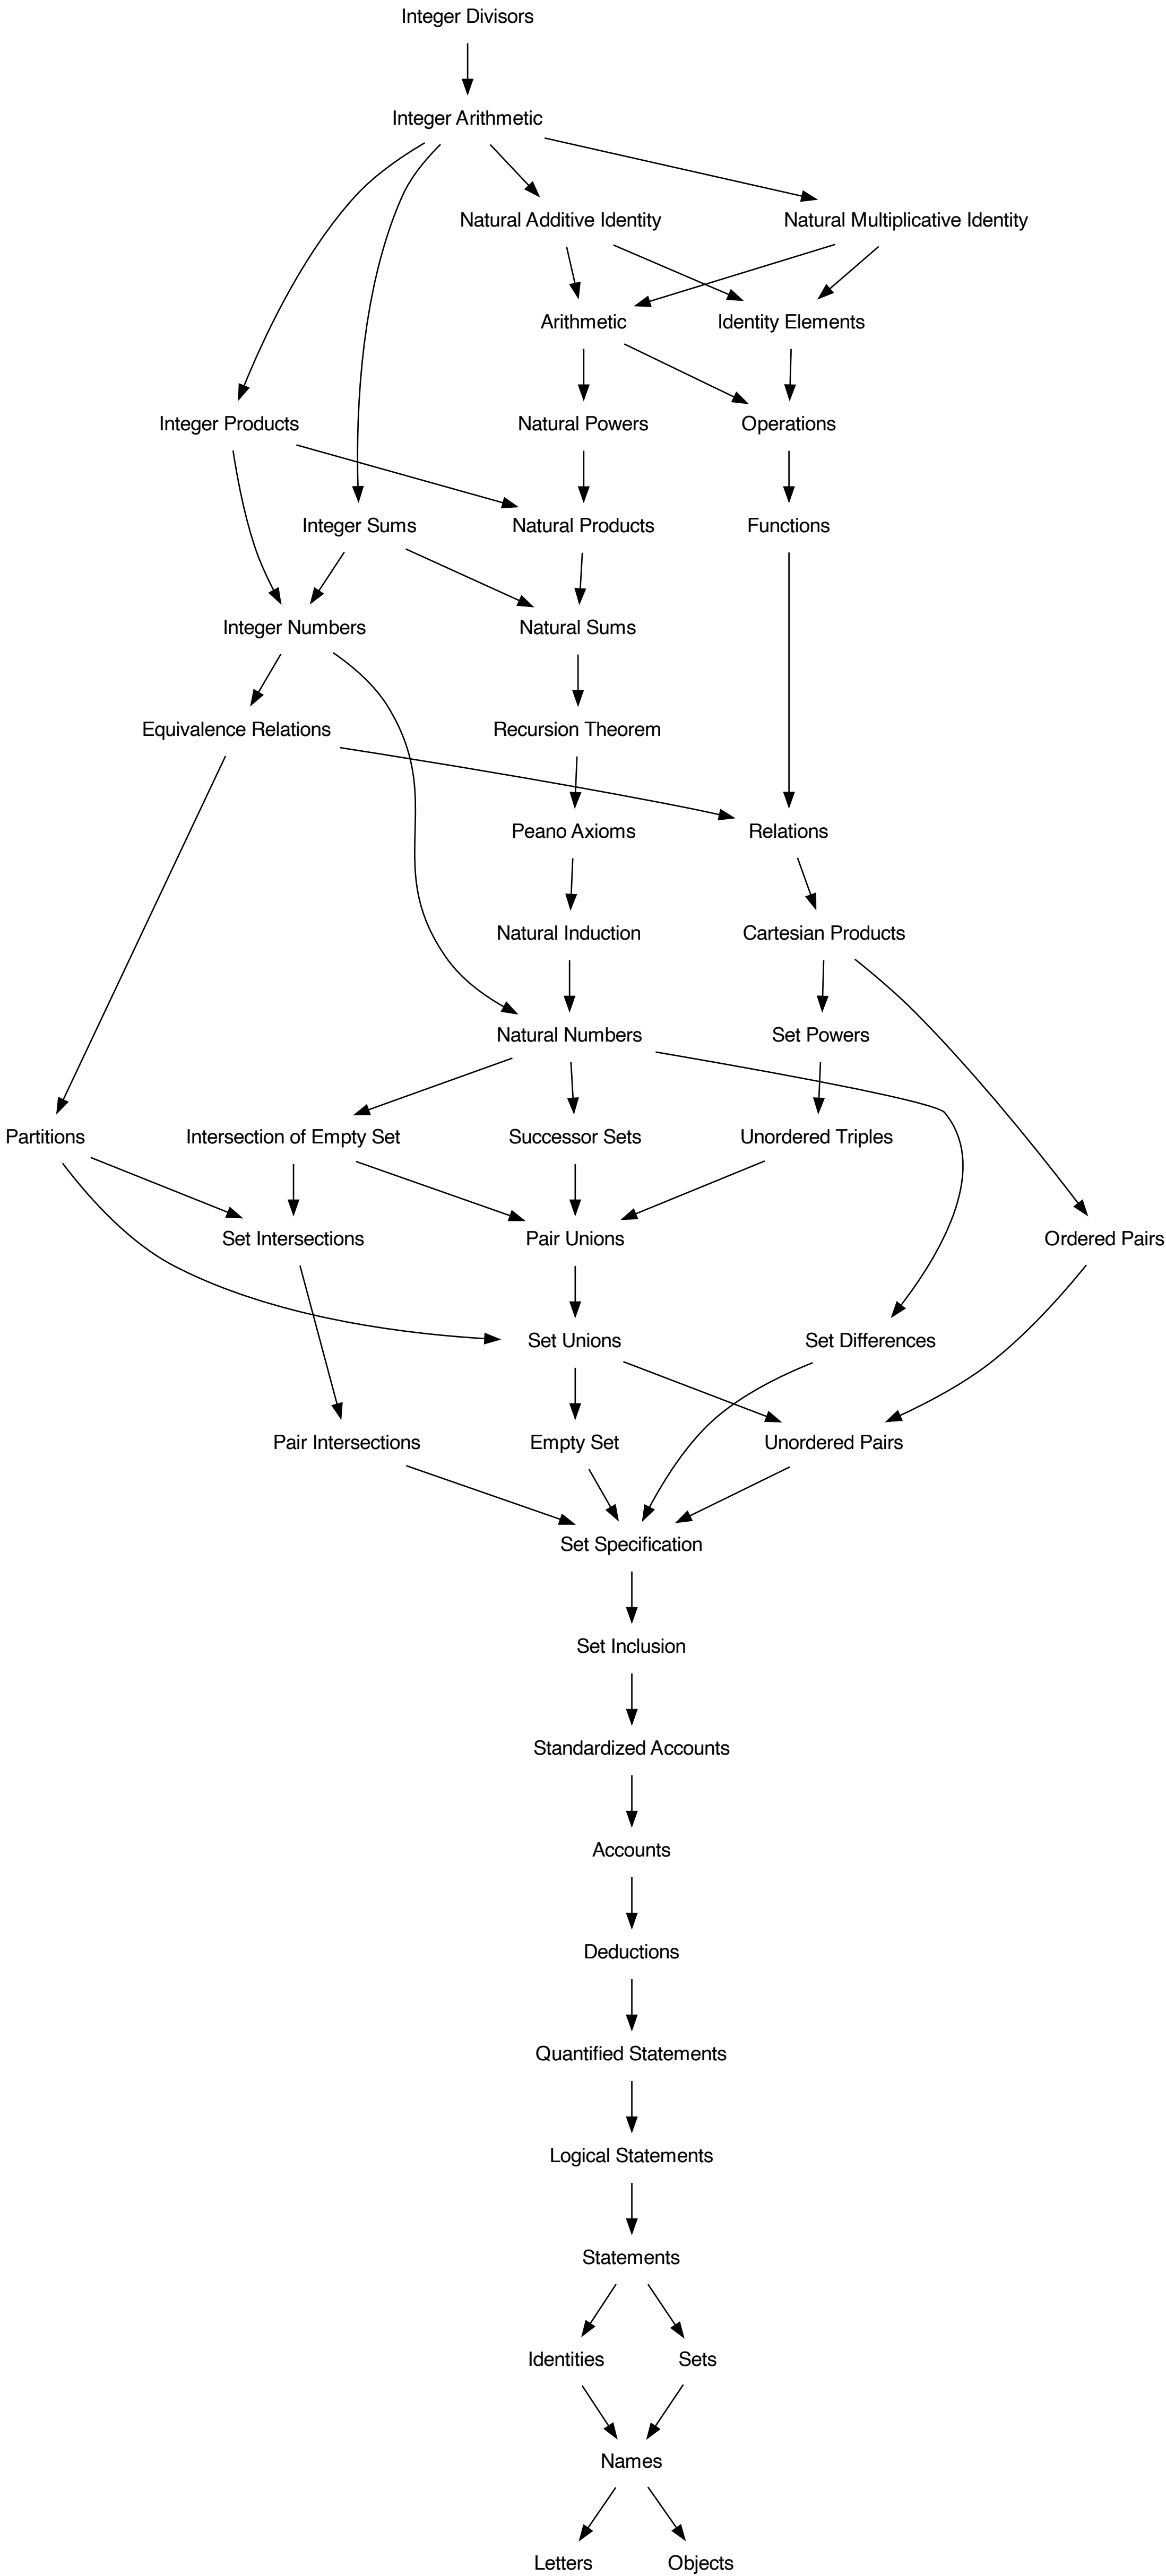 Integer Divisors
Integer Arithmetic
Natural Additive Identity
Natural Multiplicative Identity
Arithmetic
Identity Elements
Integer Products
Natural Powers
Operations
Integer Sums
Natural Products
Functions
Integer Numbers
Natural Sums
Equivalence Relations
Recursion Theorem
Peano Axioms
Relations
Natural Induction
Cartesian Products
Natural Numbers
Set Powers
Partitions
Intersection of Empty Set
Successor Sets
Unordered Triples
Set Intersections
Pair Unions
Ordered Pairs
Set Unions
Set Differences
Pair Intersections
Empty Set
Unordered Pairs
Set Specification
Set Inclusion
Standardized Accounts
Accounts
Deductions
Quantified Statements
Logical Statements
Statements
Identities
Sets
Names
Letters
Objects